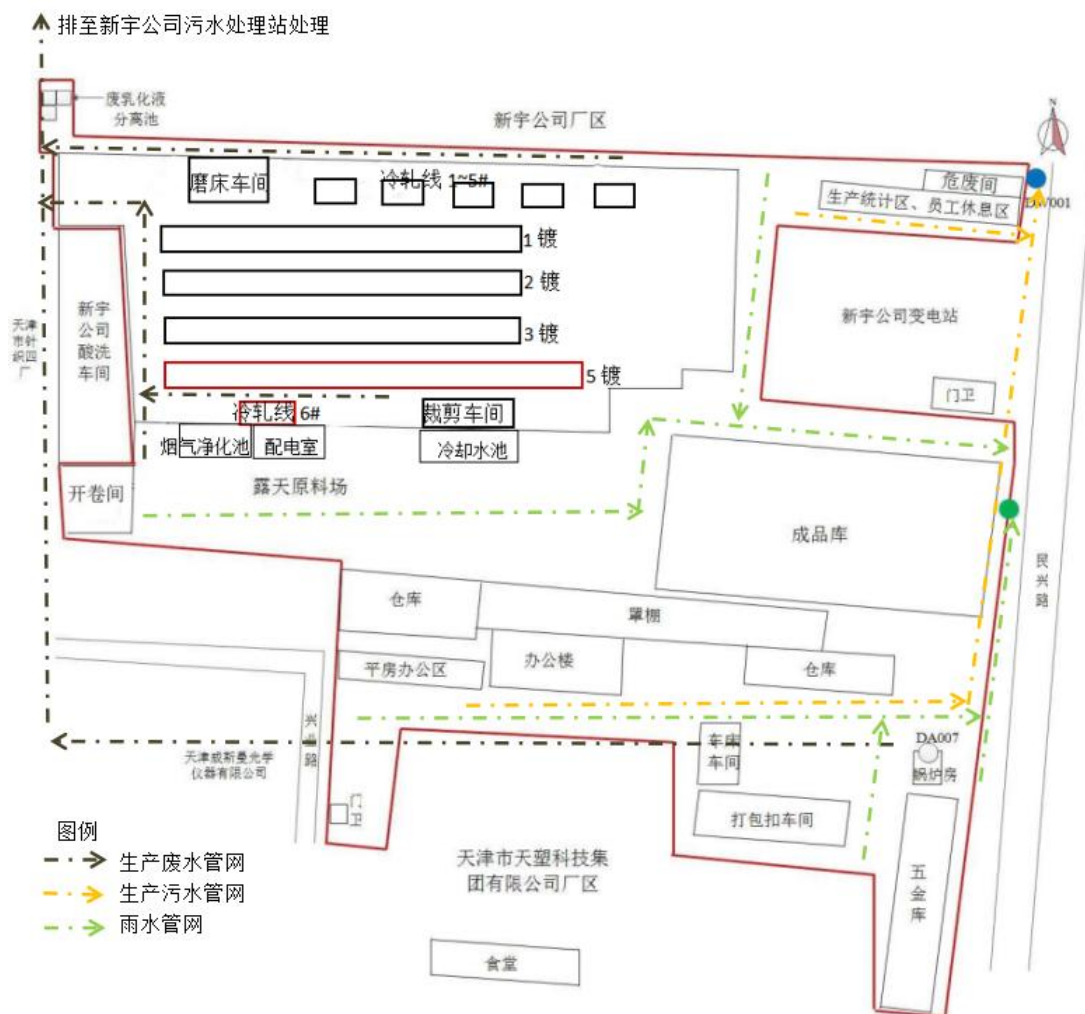 排至新宇公司污水处理站处理
废乳化液
分离池
新宇公司厂区
N
磨床车间
冷轧线 1~5#
危废间
生产统计区、员工休息区
1 镀
2 镀
3 镀
5 镀
新宇公司变电站
门卫
新宇
公司
酸洗
车间
天津
市针
织四
厂
冷轧线 6#
裁剪车间
烟气净化池
配电室
冷却水池
开卷间
露天原料场
成品库
民兴路
仓库
罩棚
平房办公区
办公楼
仓库
兴业路
天津威斯曼光学
仪器有限公司
门卫
车床
车间
DA007
锅炉房
打包扣车间
五金库
天津市天塑科技集
团有限公司厂区
食堂
图例
生产废水管网
生产污水管网
雨水管网